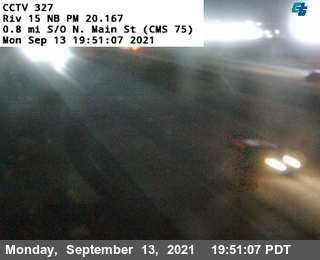 CCTV 327
Riv 15 NB PM 20.167
0.8 mi S/O N. Main St (CMS 75)
Mon Sep 13 19:51:07 2021
Monday, September 13, 2021 19:51:07 PDT